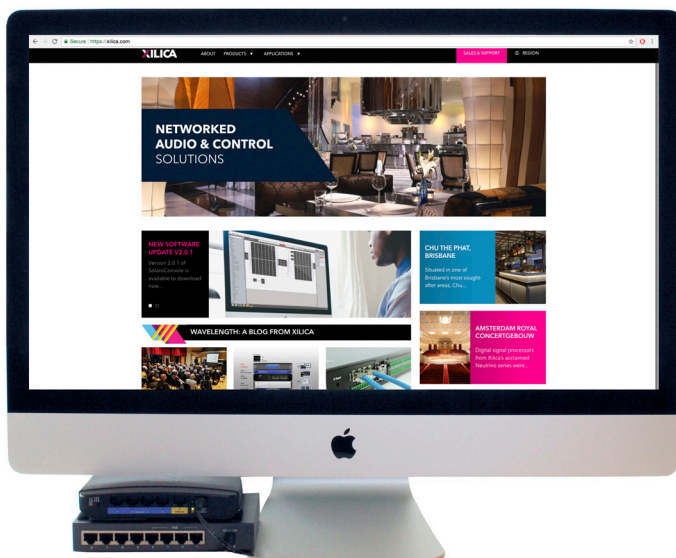 Secure https://xilica.com
XILICA
ABOUT
PRODUCTS
APPLICATIONS
SALES & SUPPORT
REGION
NETWORKED
AUDIO & CONTROL
SOLUTIONS
NEW SOFTWARE
UPDATE V2.0.1
Version 2.0.1 of
SolaroConsole is
available to download
now...
CHU THE PHAT,
BRISBANE
Situated in one of
Brisbane's most sought-
after areas, Chu...
WAVELENGTH: A BLOG FROM XILICA
AMSTERDAM ROYAL
CONCERTGEBOUW
Digital signal processors
from Xilica's acclaimed
Neutrino series were...